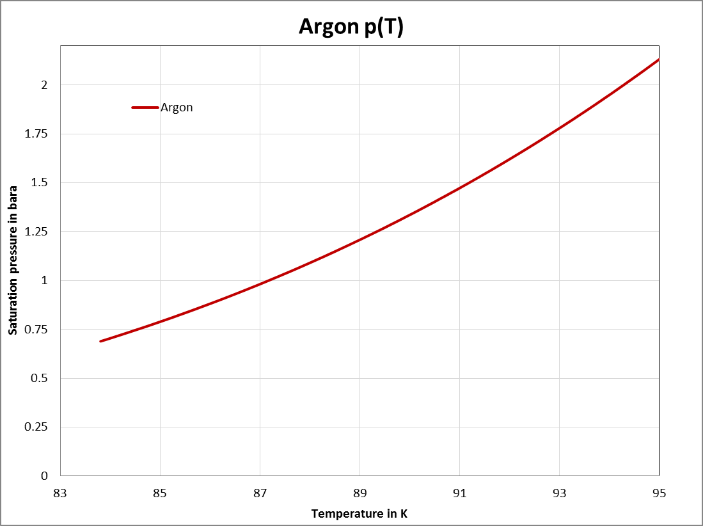 Argon p(T)
Saturation pressure in bara
2
1.75
1.5
1.25
1
0.75
0.5
0.25
0
Argon
83 85 87 89 91 93 95
Temperature in K